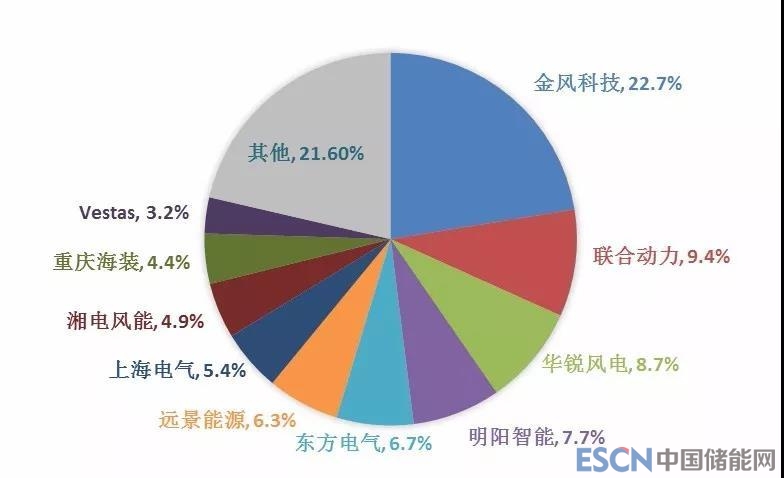 金风科技, 22.7%
联合动力, 9.4%
华锐风电, 8.7%
明阳智能, 7.7%
东方电气, 6.7%
远景能源, 6.3%
上海电气, 5.4%
湘电风能, 4.9%
重庆海装, 4.4%
Vestas, 3.2%
其他, 21.60%
ESCN中国储能网